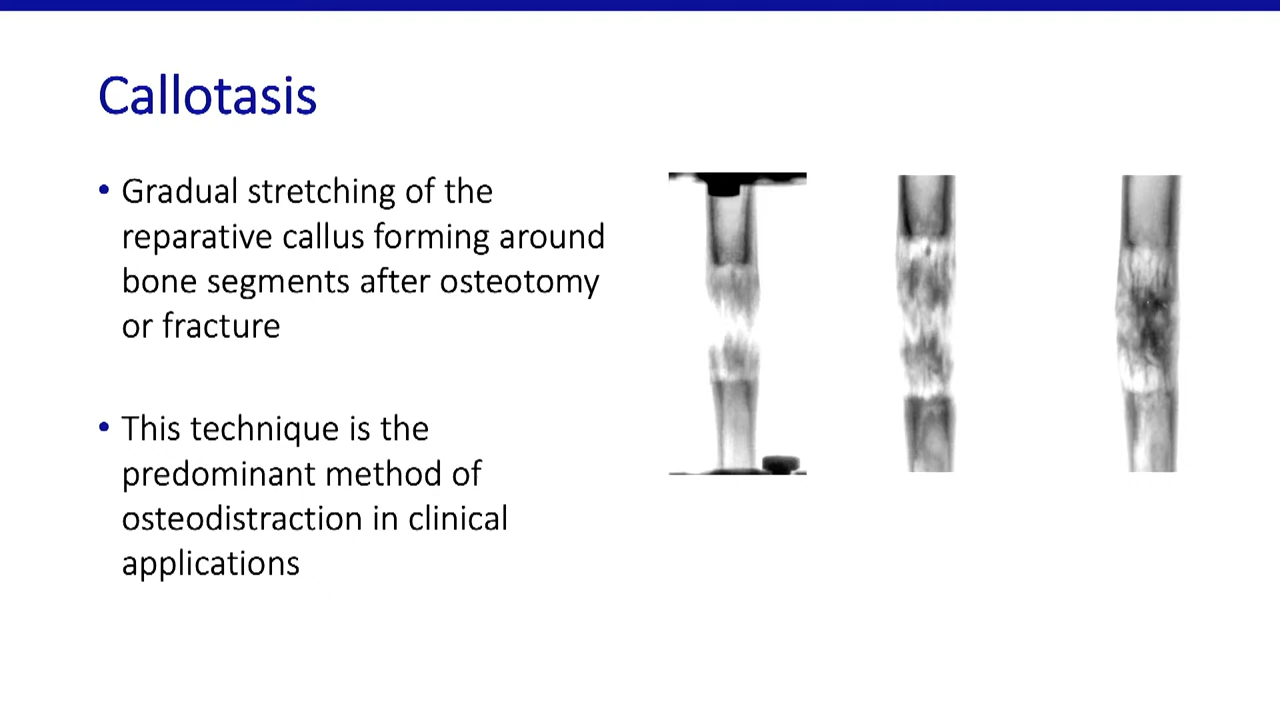 Callotasis
• Gradual stretching of the
reparative callus forming around
bone segments after osteotomy
or fracture
• This technique is the
predominant method of
osteodistraction in clinical
applications